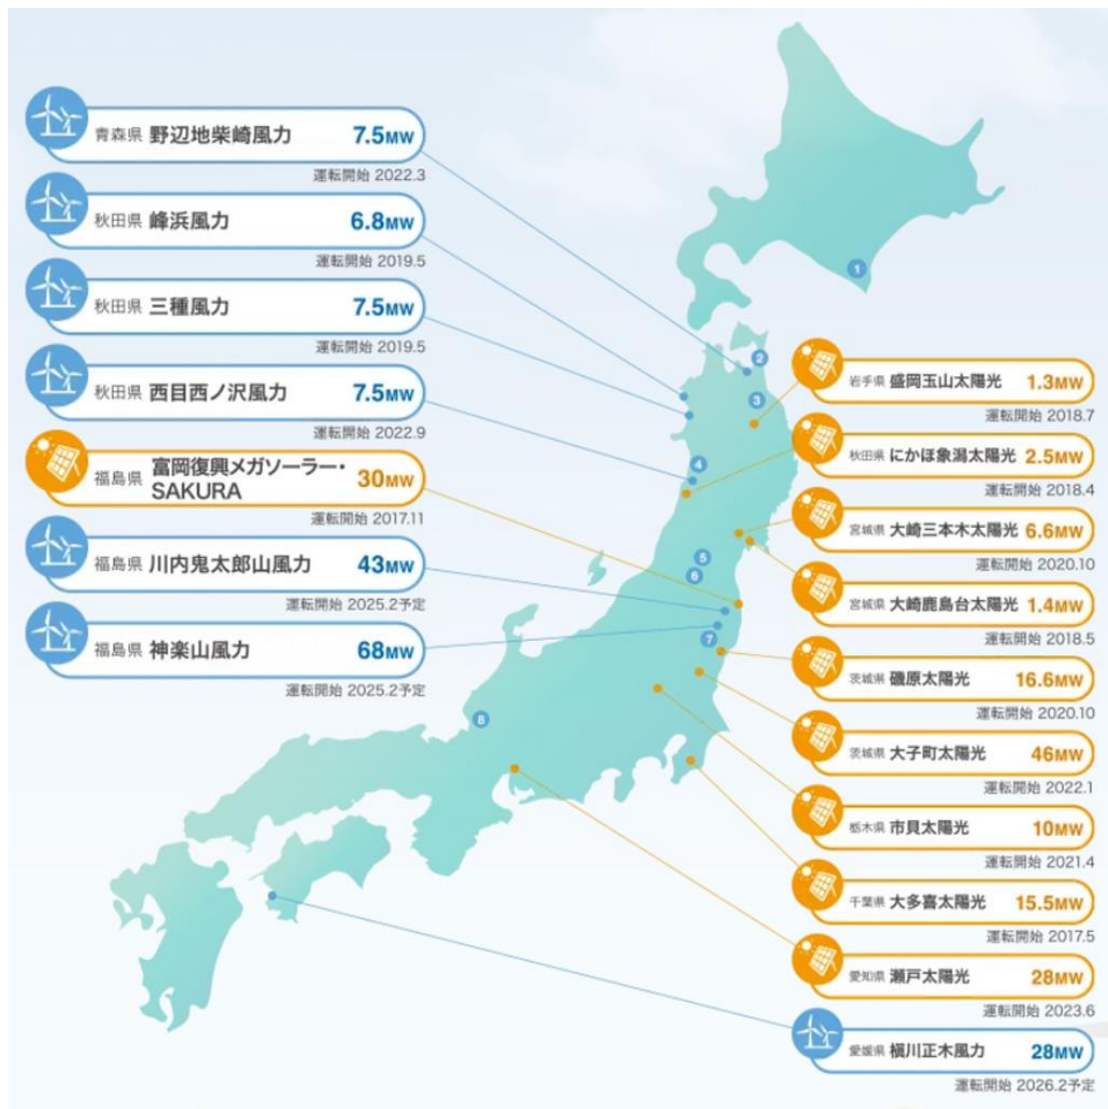 青森県 野辺地柴崎風力 7.5MW
運転開始 2022.3
秋田県 峰浜風力 6.8MW
運転開始 2019.5
秋田県 三種風力 7.5MW
運転開始 2019.5
秋田県 西目西ノ沢風力 7.5MW
運転開始 2022.9
福島県 富岡復興メガソーラー・
SAKURA 30MW
運転開始 2017.11
福島県 川内鬼太郎山風力 43MW
運転開始 2025.2予定
福島県 神楽山風力 68MW
運転開始 2025.2予定
1
2
3
4
5
6
7
8
岩手県 盛岡玉山太陽光 1.3MW
運転開始 2018.7
秋田県 にかほ象潟太陽光 2.5MW
運転開始 2018.4
宮城県 大崎三本木太陽光 6.6MW
運転開始 2020.10
宮城県 大崎鹿島台太陽光 1.4MW
運転開始 2018.5
茨城県 磯原太陽光 16.6MW
運転開始 2020.10
茨城県 大子町太陽光 46MW
運転開始 2022.1
栃木県 市貝太陽光 10MW
運転開始 2021.4
千葉県 大多喜太陽光 15.5MW
運転開始 2017.5
愛知県 瀬戸太陽光 28MW
運転開始 2023.6
愛媛県 槇川正木風力 28MW
運転開始 2026.2予定